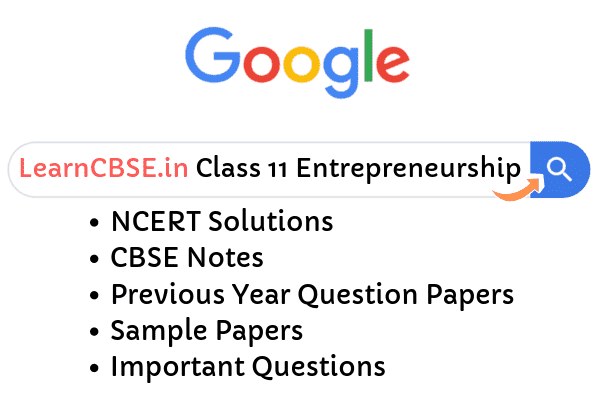 Google
LearnCBSE.in Class 11 Entrepreneurship
• NCERT Solutions
• CBSE Notes
• Previous Year Question Papers
• Sample Papers
• Important Questions